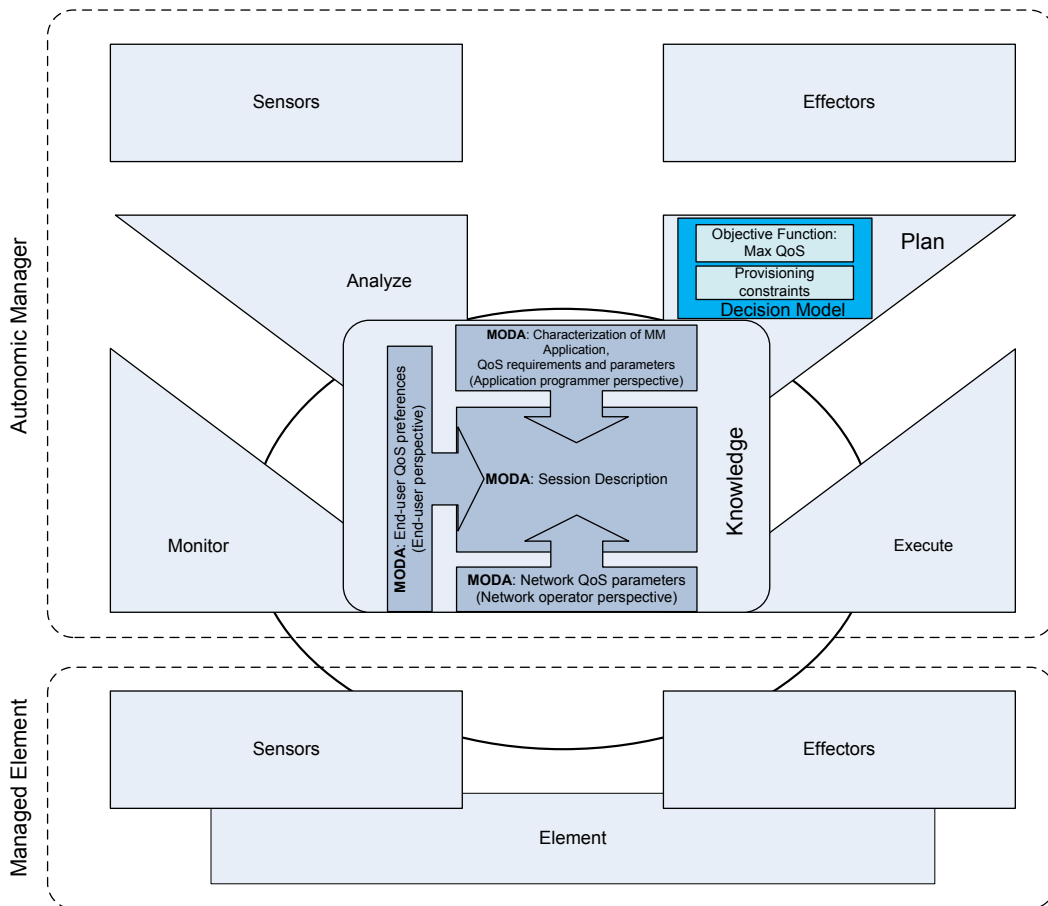 Autonomic Manager
Sensors
Effectors
Analyze
Objective Function:
Max QoS
Provisioning
constraints
Decision Model
Plan
MODA: Characterization of MM
Application,
QoS requirements and parameters
(Application programmer perspective)
MODA: End-user QoS preferences
(End-user perspective)
MODA: Session Description
Knowledge
Monitor
Execute
MODA: Network QoS parameters
(Network operator perspective)
Managed Element
Sensors
Effectors
Element